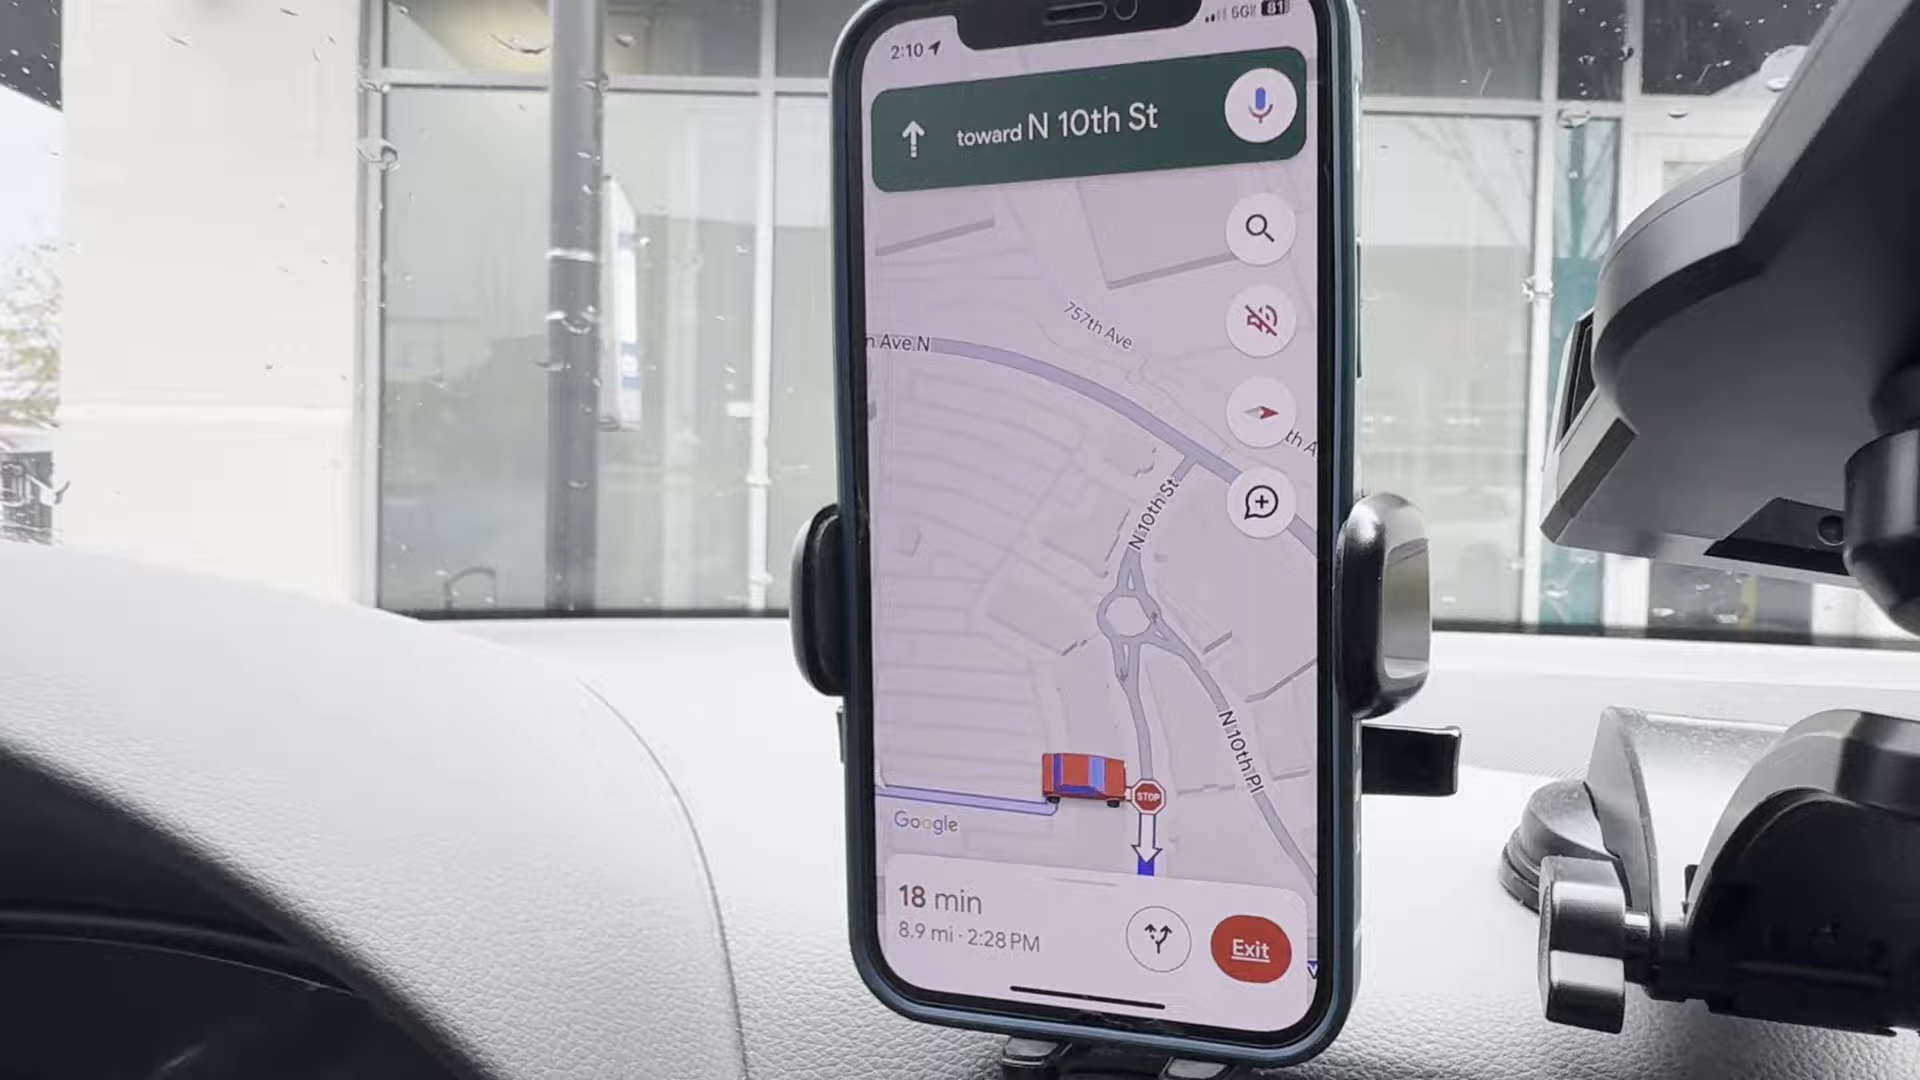 2:10
5G 81
toward N 10th St
757th Ave
n Ave N
th A
N 10th St
N 10th Pl
STOP
Google
18 min
8.9 mi · 2:28 PM
Exit